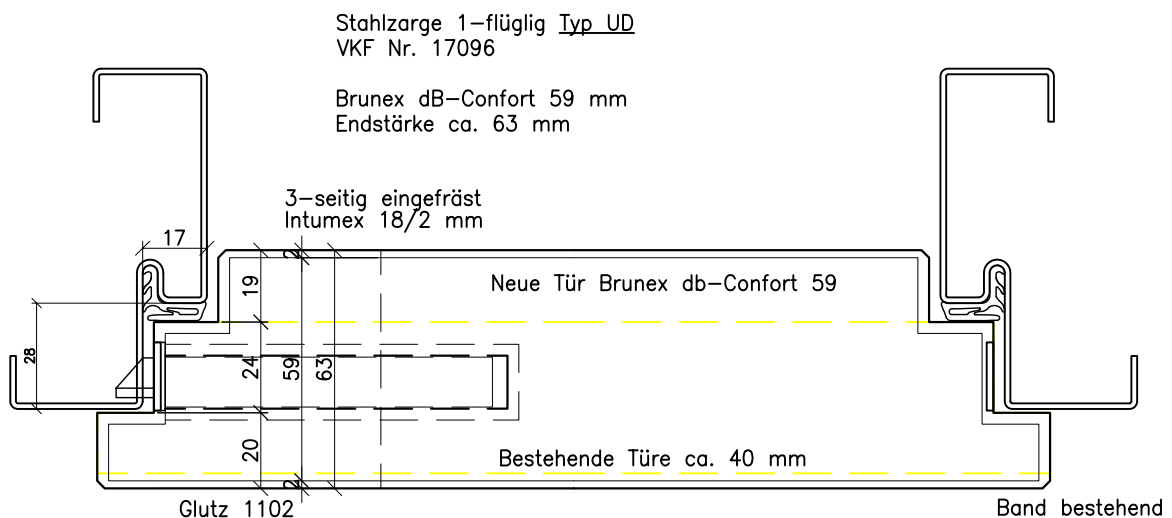 Stahlzarge 1-flüglig Typ UD
VKF Nr. 17096
Brunex dB-Confort 59 mm
Endstärke ca. 63 mm
3-seitig eingefräst
Intumex 18/2 mm
17
2
19
Neue Tür Brunex db-Confort 59
28
24
59
63
20
Bestehende Türe ca. 40 mm
2
Glutz 1102
Band bestehend